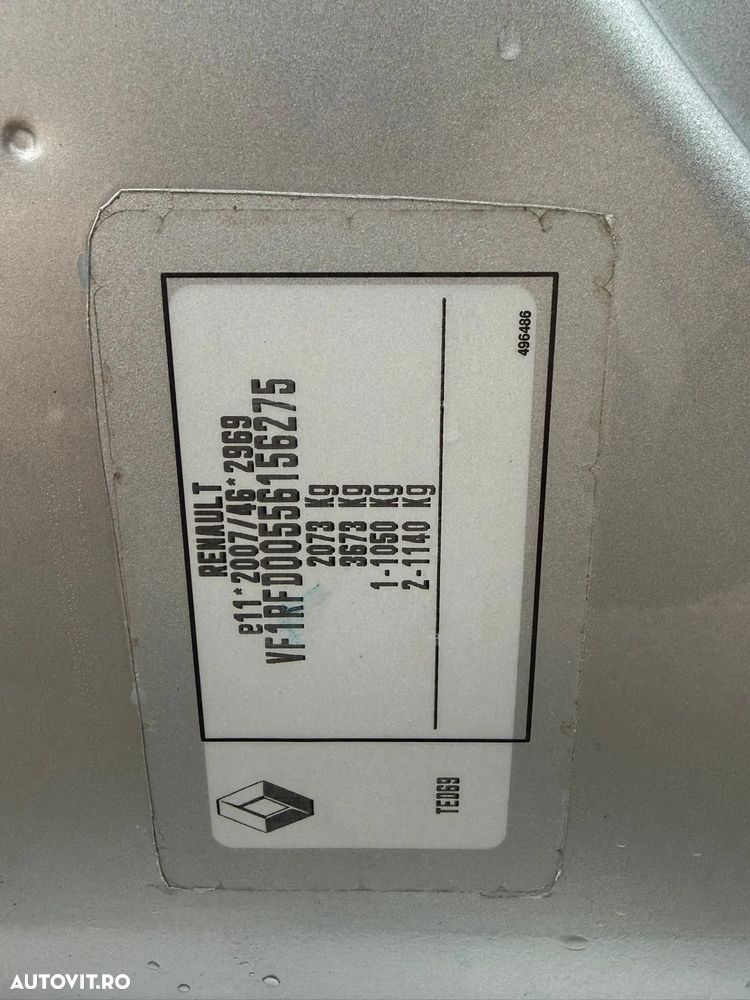 RENAULT
e11*2007/46*2969
VF1RFD00556156275
2073 Kg
3673 Kg
1-1050 Kg
2-1140 Kg
496486
TED69
AUTOVIT.RO